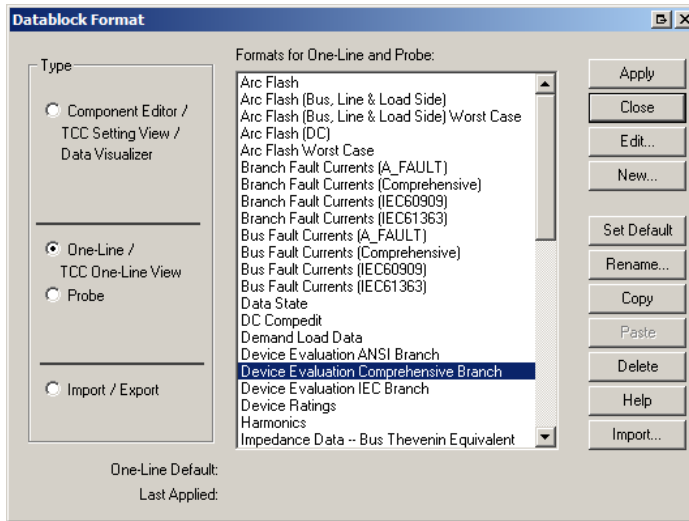 Datablock Format
Type
Component Editor /
TCC Setting View /
Data Visualizer
One-Line /
TCC One-Line View
Probe
Import / Export
Formats for One-Line and Probe:
Arc Flash
Arc Flash (Bus, Line & Load Side)
Arc Flash (Bus, Line & Load Side) Worst Case
Arc Flash (DC)
Arc Flash Worst Case
Branch Fault Currents (A_FAULT)
Branch Fault Currents (Comprehensive)
Branch Fault Currents (IEC60909)
Branch Fault Currents (IEC61363)
Bus Fault Currents (A_FAULT)
Bus Fault Currents (Comprehensive)
Bus Fault Currents (IEC60909)
Bus Fault Currents (IEC61363)
Data State
DC Compedit
Demand Load Data
Device Evaluation ANSI Branch
Device Evaluation Comprehensive Branch
Device Evaluation IEC Branch
Device Ratings
Harmonics
Impedance Data -- Bus Thevenin Equivalent
Apply
Close
Edit...
New...
Set Default
Rename...
Copy
Paste
Delete
Help
Import...
One-Line Default:
Last Applied: